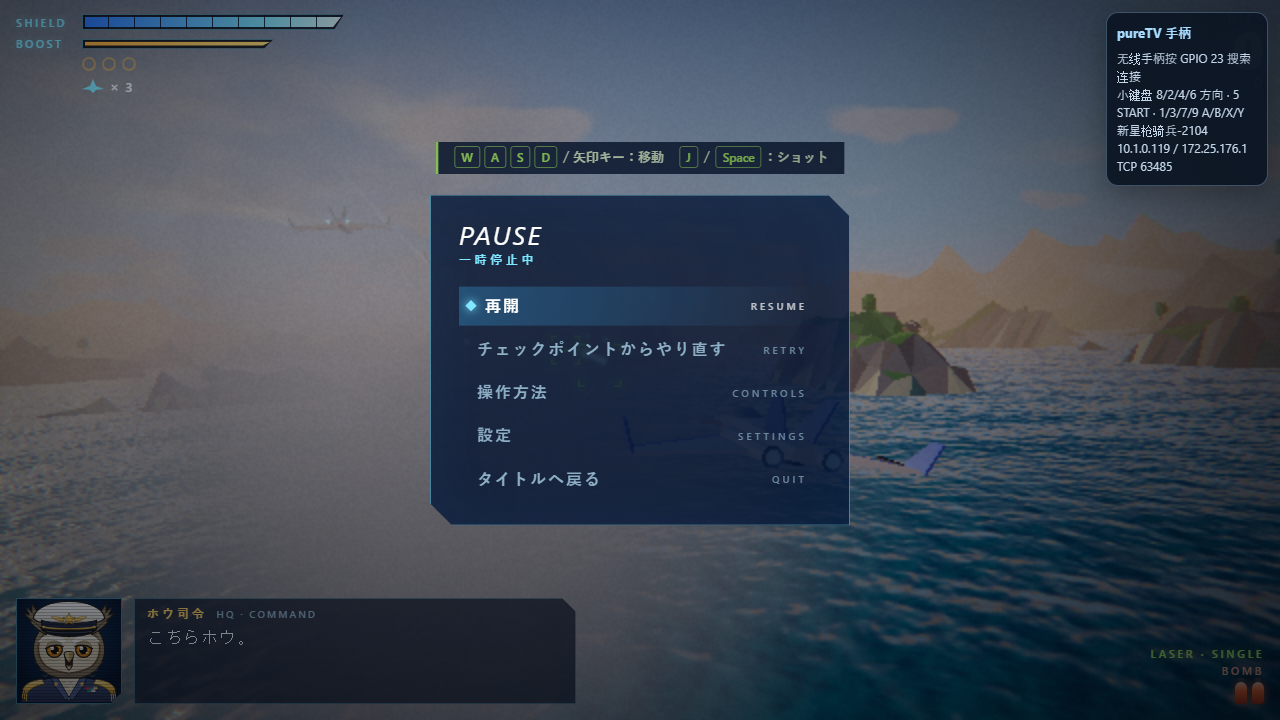 SHIELD
BOOST
× 3
pureTV 手柄
无线手柄按 GPIO 23 搜索
连接
小键盘 8/2/4/6 方向 · 5
START · 1/3/7/9 A/B/X/Y
新星枪骑兵-2104
10.1.0.119 / 172.25.176.1
TCP 63485
W A S D / 矢印キー：移動 J / Space ：ショット
PAUSE
一時停止中
再開 RESUME
チェックポイントからやり直す RETRY
操作方法 CONTROLS
設定 SETTINGS
タイトルへ戻る QUIT
ホウ司令 HQ · COMMAND
こちらホウ。
LASER · SINGLE
BOMB